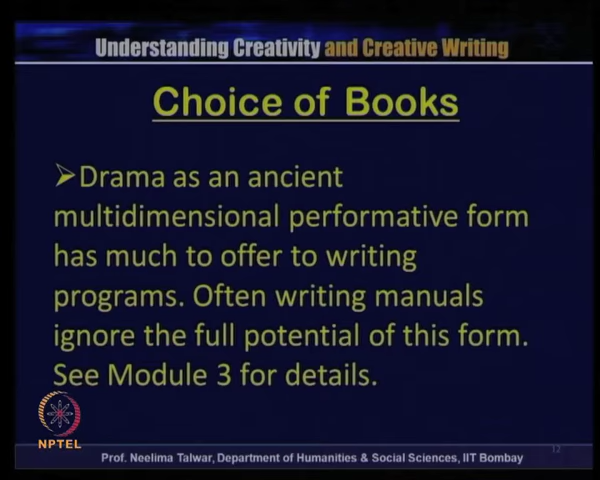 Understanding Creativity and Creative Writing
Choice of Books
➢Drama as an ancient
multidimensional performative form
has much to offer to writing
programs. Often writing manuals
ignore the full potential of this form.
See Module 3 for details.
NPTEL
12
Prof. Neelima Talwar, Department of Humanities & Social Sciences, IIT Bombay